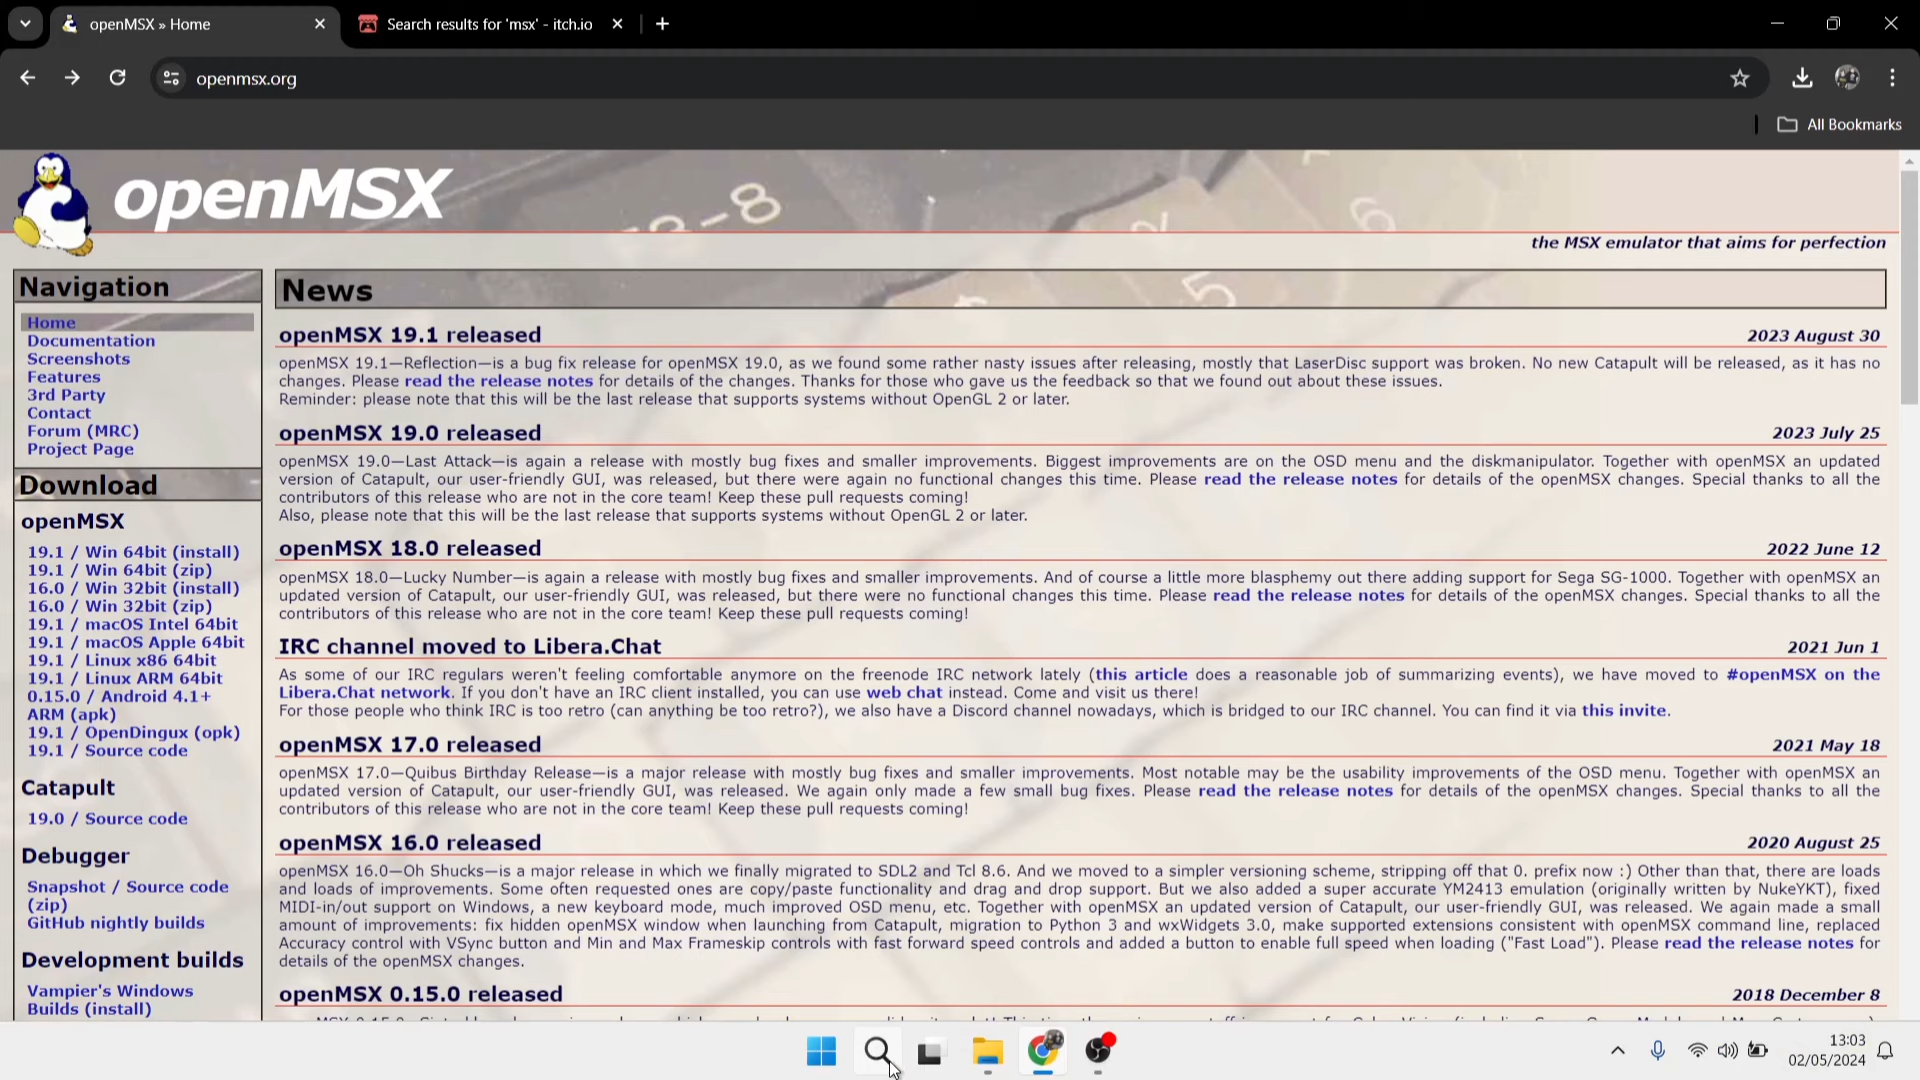 openMSX » Home
Search results for 'msx' - itch.io
openmsx.org
All Bookmarks
openMSX
the MSX emulator that aims for perfection
Navigation
Home
Documentation
Screenshots
Features
3rd Party
Contact
Forum (MRC)
Project Page
Download
openMSX
19.1 / Win 64bit (install)
19.1 / Win 64bit (zip)
16.0 / Win 32bit (install)
16.0 / Win 32bit (zip)
19.1 / macOS Intel 64bit
19.1 / macOS Apple 64bit
19.1 / Linux x86 64bit
19.1 / Linux ARM 64bit
0.15.0 / Android 4.1+
ARM (apk)
19.1 / OpenDingux (opk)
19.1 / Source code
Catapult
19.0 / Source code
Debugger
Snapshot / Source code
(zip)
GitHub nightly builds
Development builds
Vampier's Windows
Builds (install)
News
openMSX 19.1 released
2023 August 30
openMSX 19.1—Reflection—is a bug fix release for openMSX 19.0, as we found some rather nasty issues after releasing, mostly that LaserDisc support was broken. No new Catapult will be released, as it has no
changes. Please read the release notes for details of the changes. Thanks for those who gave us the feedback so that we found out about these issues.
Reminder: please note that this will be the last release that supports systems without OpenGL 2 or later.
openMSX 19.0 released
2023 July 25
openMSX 19.0—Last Attack—is again a release with mostly bug fixes and smaller improvements. Biggest improvements are on the OSD menu and the diskmanipulator. Together with openMSX an updated
version of Catapult, our user-friendly GUI, was released, but there were again no functional changes this time. Please read the release notes for details of the openMSX changes. Special thanks to all the
contributors of this release who are not in the core team! Keep these pull requests coming!
Also, please note that this will be the last release that supports systems without OpenGL 2 or later.
openMSX 18.0 released
2022 June 12
openMSX 18.0—Lucky Number—is again a release with mostly bug fixes and smaller improvements. And of course a little more blasphemy out there adding support for Sega SG-1000. Together with openMSX an
updated version of Catapult, our user-friendly GUI, was released, but there were no functional changes this time. Please read the release notes for details of the openMSX changes. Special thanks to all the
contributors of this release who are not in the core team! Keep these pull requests coming!
IRC channel moved to Libera.Chat
2021 Jun 1
As some of our IRC regulars weren't feeling comfortable anymore on the freenode IRC network lately (this article does a reasonable job of summarizing events), we have moved to #openMSX on the
Libera.Chat network. If you don't have an IRC client installed, you can use web chat instead. Come and visit us there!
For those people who think IRC is too retro (can anything be too retro?), we also have a Discord channel nowadays, which is bridged to our IRC channel. You can find it via this invite.
openMSX 17.0 released
2021 May 18
openMSX 17.0—Quibus Birthday Release—is a major release with mostly bug fixes and smaller improvements. Most notable may be the usability improvements of the OSD menu. Together with openMSX an
updated version of Catapult, our user-friendly GUI, was released. We again only made a few small bug fixes. Please read the release notes for details of the openMSX changes. Special thanks to all the
contributors of this release who are not in the core team! Keep these pull requests coming!
openMSX 16.0 released
2020 August 25
openMSX 16.0—Oh Shucks—is a major release in which we finally migrated to SDL2 and Tcl 8.6. And we moved to a simpler versioning scheme, stripping off that 0. prefix now :) Other than that, there are loads
and loads of improvements. Some often requested ones are copy/paste functionality and drag and drop support. But we also added a super accurate YM2413 emulation (originally written by NukeYKT), fixed
MIDI-in/out support on Windows, a new keyboard mode, much improved OSD menu, etc. Together with openMSX an updated version of Catapult, our user-friendly GUI, was released. We again made a small
amount of improvements: fix hidden openMSX window when launching from Catapult, migration to Python 3 and wxWidgets 3.0, make supported extensions consistent with openMSX command line, replaced
Accuracy control with VSync button and Min and Max Frameskip controls with fast forward speed controls and added a button to enable full speed when loading ("Fast Load"). Please read the release notes for
details of the openMSX changes.
openMSX 0.15.0 released
2018 December 8
13:03
02/05/2024